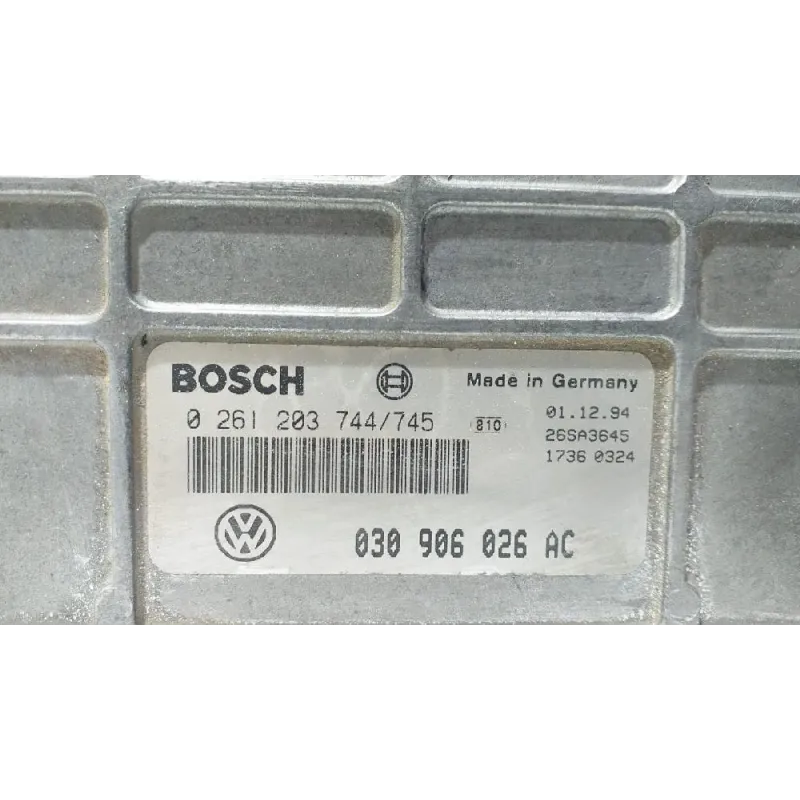 BOSCH Made in Germany
0 261 203 744/745 810 01.12.94
26SA3645
1736 0324
VW 030 906 026 AC